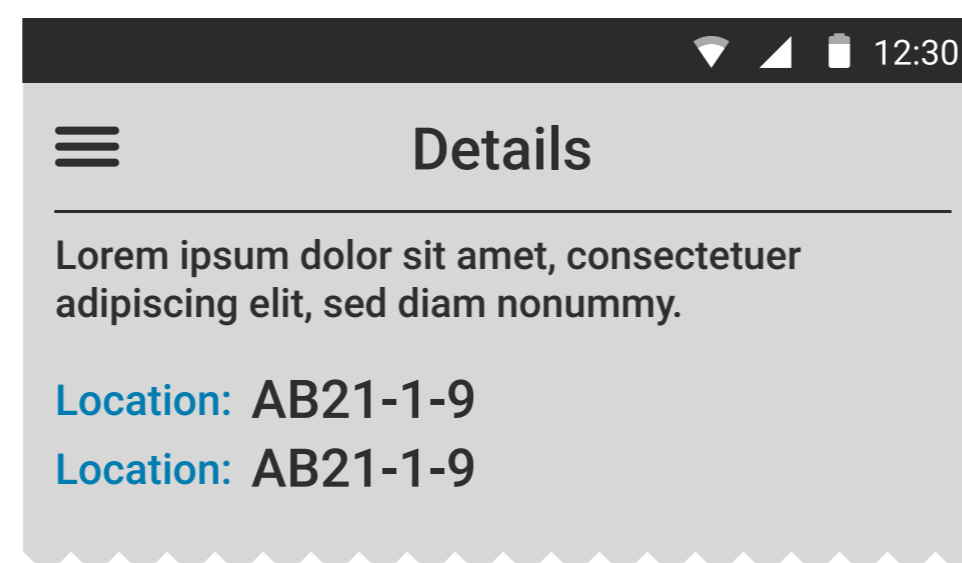 12:30
Details
Lorem ipsum dolor sit amet, consectetuer
adipiscing elit, sed diam nonummy.
Location: AB21-1-9
Location: AB21-1-9